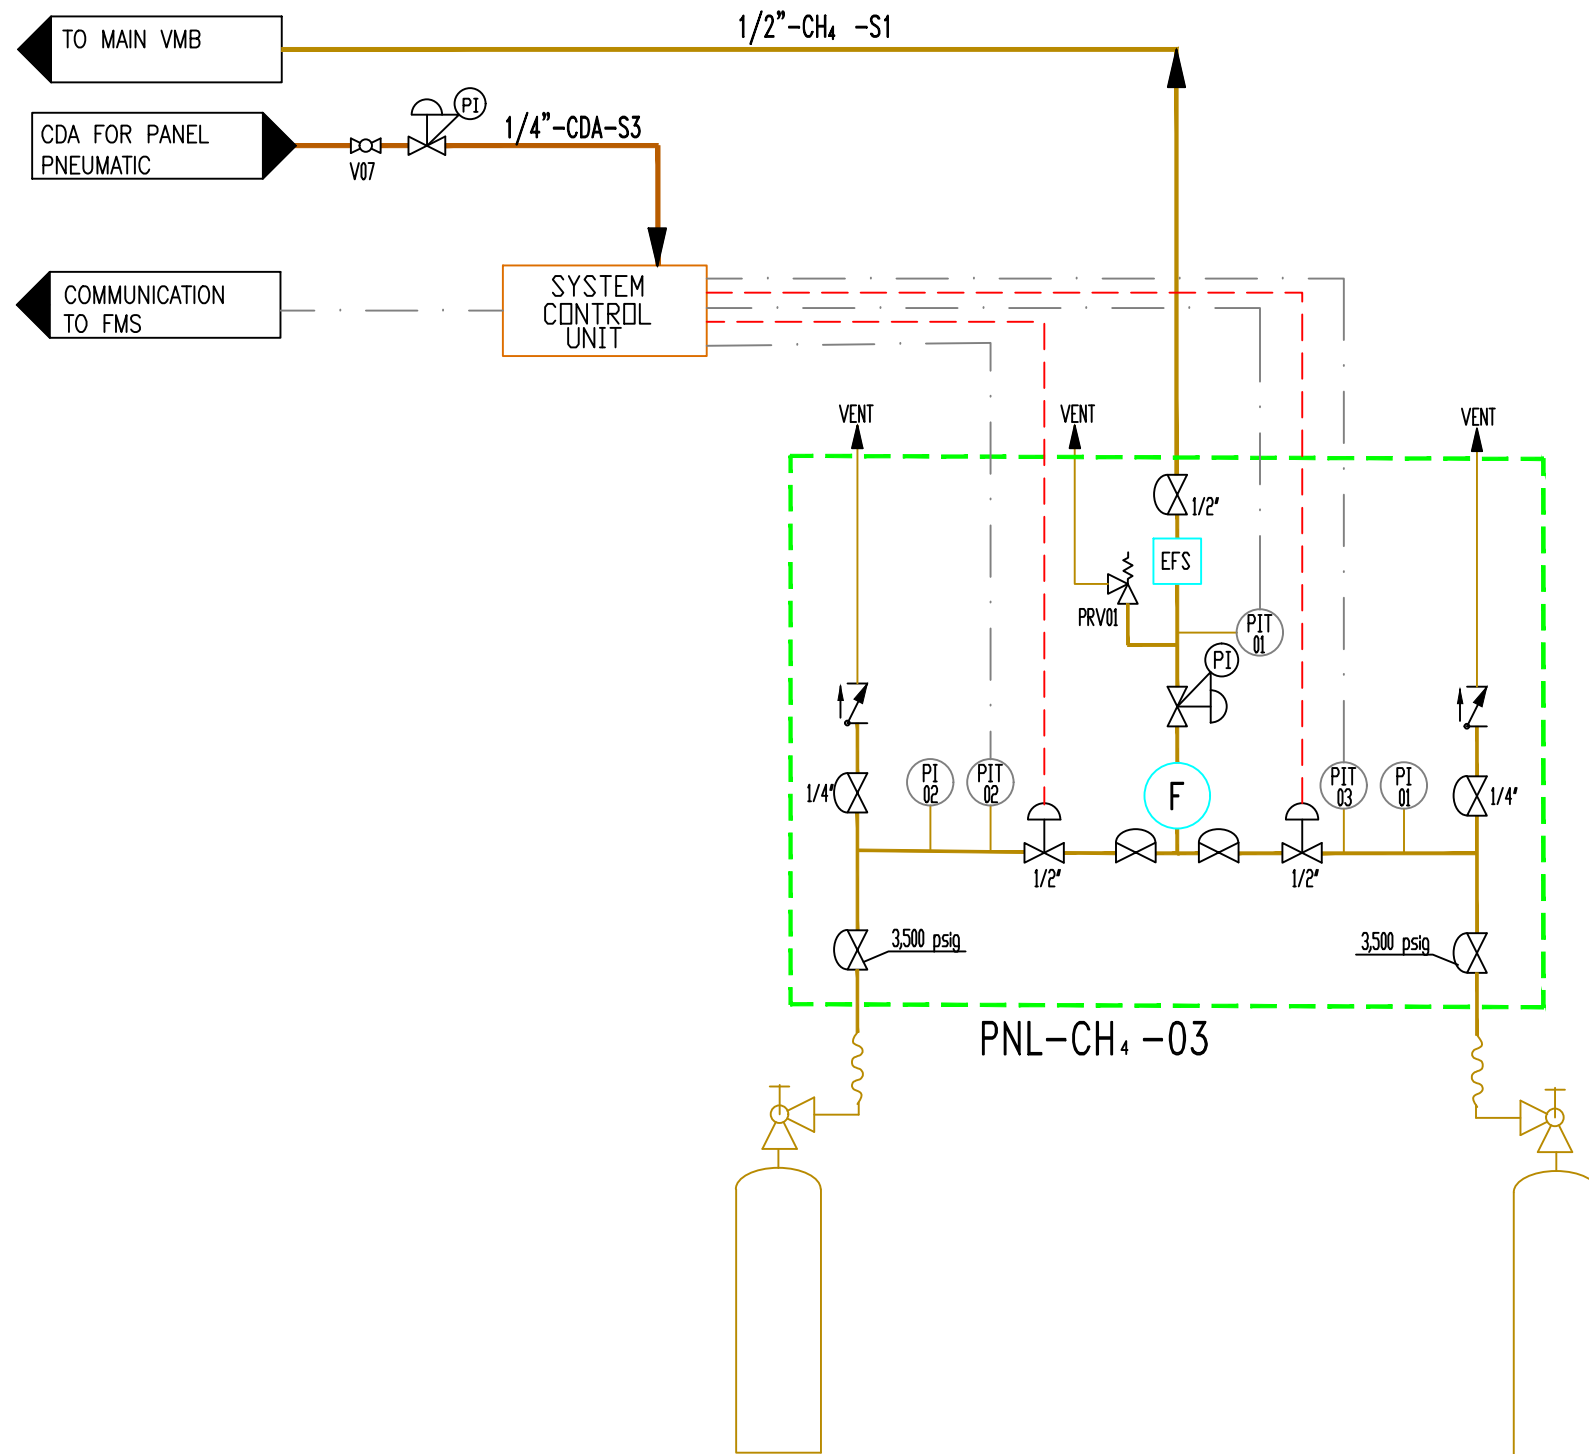 1/2"-CH₄ -S1
TO MAIN VMB
PI
CDA FOR PANEL
PNEUMATIC
1/4"-CDA-S3
V07
SYSTEM
CONTROL
UNIT
COMMUNICATION
TO FMS
VENT
VENT
VENT
1/2"
EFS
PRV01
PIT
01
PI
PI
02
PIT
02
F
PIT
03
PI
01
1/4"
1/4"
1/2"
1/2"
3,500 psig
3,500 psig
PNL-CH₄-03